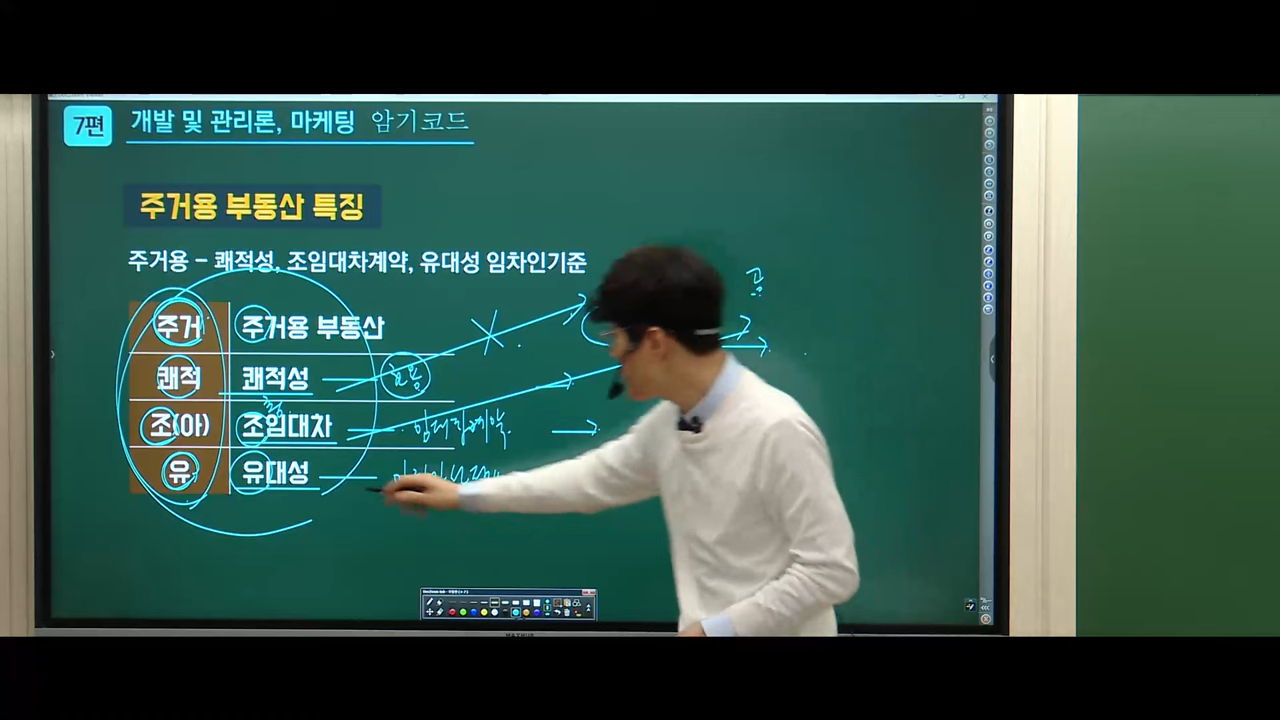 7편 개발 및 관리론, 마케팅 암기코드
주거용 부동산 특징
주거용 – 쾌적성, 조임대차계약, 유대성 임차인기준
공
주거 주거용 부동산
쾌적 쾌적성 효용
조(아) 조임대차
유 유대성